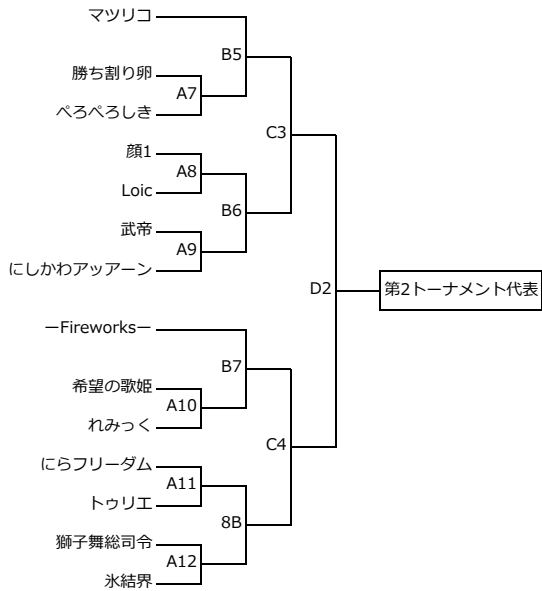 マツリコ
B5
勝ち割り卵
A7
ぺろぺろしき
C3
顔1
A8
Loic
B6
武帝
A9
にしかわアッアーン
D2
第2トーナメント代表
ーFireworksー
B7
希望の歌姫
A10
れみっく
C4
にらフリーダム
A11
トゥリエ
8B
獅子舞総司令
A12
氷結界